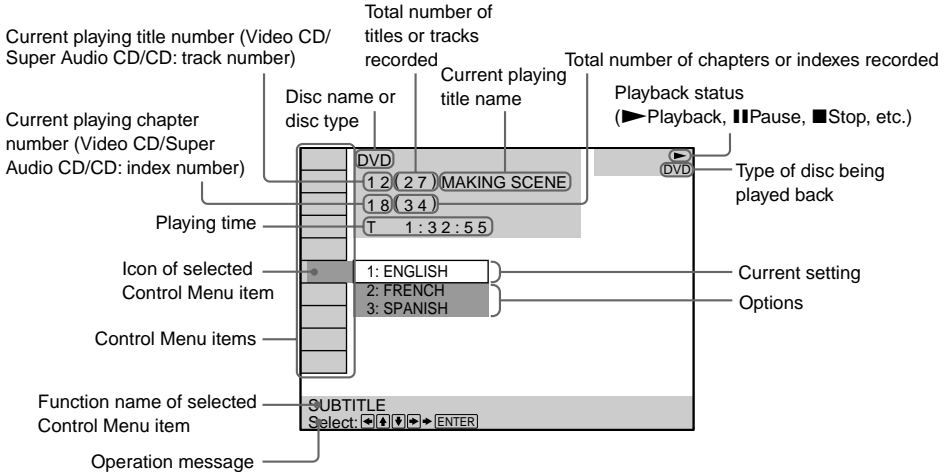 Total number of
titles or tracks
recorded
Current playing title number (Video CD/
Super Audio CD/CD: track number)
Current playing
title name
Total number of chapters or indexes recorded
Disc name or
disc type
Playback status
(►Playback, ❚❚Pause, ■Stop, etc.)
Current playing chapter
number (Video CD/Super
Audio CD/CD: index number)
DVD
1 2 ( 2 7 ) MAKING SCENE
1 8 ( 3 4 )
T 1 : 3 2 : 5 5
►
DVD
Type of disc being
played back
Playing time
Icon of selected
Control Menu item
1: ENGLISH
2: FRENCH
3: SPANISH
Current setting
Options
Control Menu items
Function name of selected
Control Menu item
SUBTITLE
Select: ← ↑ ↓ → → ENTER
Operation message